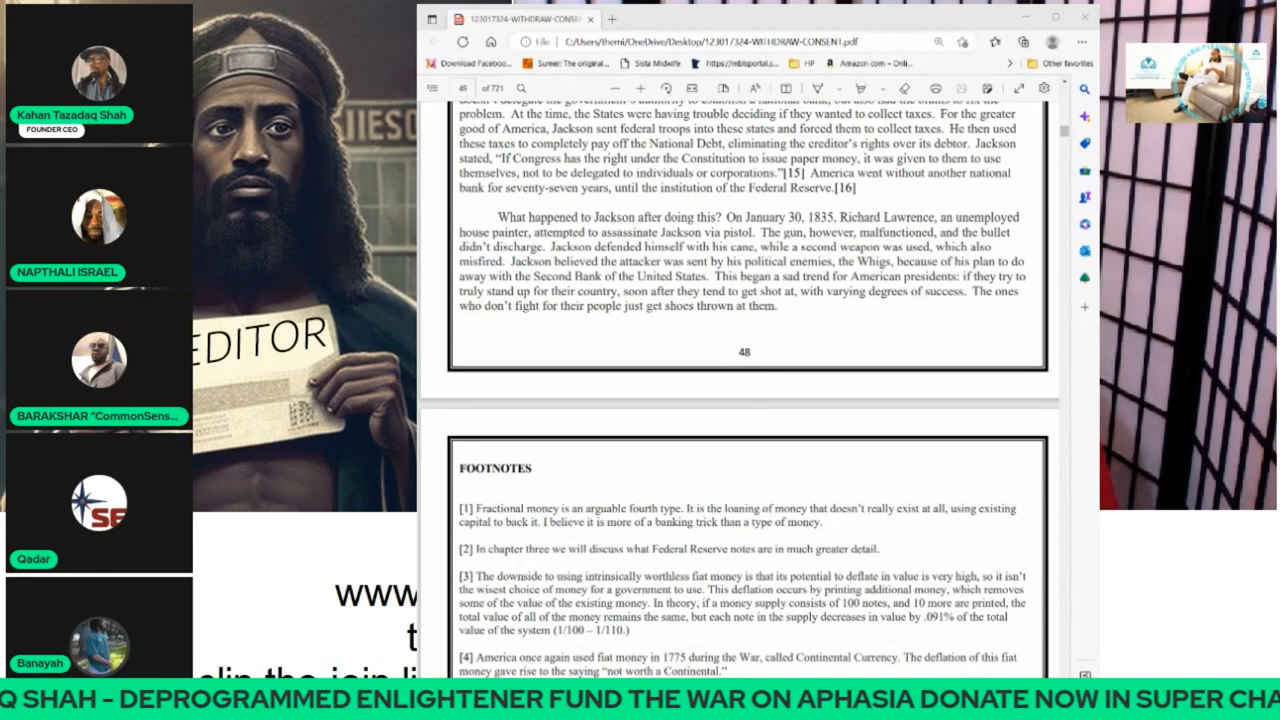 Kahan Tazadaq Shah
FOUNDER CEO
NAPTHALI ISRAEL
BARAKSHAR "CommonSens...
Qadar
SE
Banayah
EDITOR
www
123017324-WITHDRAW-CONSE
File
C:/Users/themi/OneDrive/Desktop/123017324-WITHDRAW-CONSENT.pdf
Download Faceboo...
Sumer: The original...
Sista Midwife
https://mblsportal.s...
HP
Amazon.com – Onli...
Other favorites
49 of 721
problem. At the time, the States were having trouble deciding if they wanted to collect taxes. For the greater
good of America, Jackson sent federal troops into these states and forced them to collect taxes. He then used
these taxes to completely pay off the National Debt, eliminating the creditor's rights over its debtor. Jackson
stated, "If Congress has the right under the Constitution to issue paper money, it was given to them to use
themselves, not to be delegated to individuals or corporations."[15] America went without another national
bank for seventy-seven years, until the institution of the Federal Reserve.[16]
What happened to Jackson after doing this? On January 30, 1835, Richard Lawrence, an unemployed
house painter, attempted to assassinate Jackson via pistol. The gun, however, malfunctioned, and the bullet
didn't discharge. Jackson defended himself with his cane, while a second weapon was used, which also
misfired. Jackson believed the attacker was sent by his political enemies, the Whigs, because of his plan to do
away with the Second Bank of the United States. This began a sad trend for American presidents: if they try to
truly stand up for their country, soon after they tend to get shot at, with varying degrees of success. The ones
who don't fight for their people just get shoes thrown at them.
48
FOOTNOTES
[1] Fractional money is an arguable fourth type. It is the loaning of money that doesn't really exist at all, using existing
capital to back it. I believe it is more of a banking trick than a type of money.
[2] In chapter three we will discuss what Federal Reserve notes are in much greater detail.
[3] The downside to using intrinsically worthless fiat money is that its potential to deflate in value is very high, so it isn't
the wisest choice of money for a government to use. This deflation occurs by printing additional money, which removes
some of the value of the existing money. In theory, if a money supply consists of 100 notes, and 10 more are printed, the
total value of all of the money remains the same, but each note in the supply decreases in value by .091% of the total
value of the system (1/100 – 1/110.)
[4] America once again used fiat money in 1775 during the War, called Continental Currency. The deflation of this fiat
money gave rise to the saying "not worth a Continental."
Q SHAH - DEPROGRAMMED ENLIGHTENER FUND THE WAR ON APHASIA DONATE NOW IN SUPER CHA